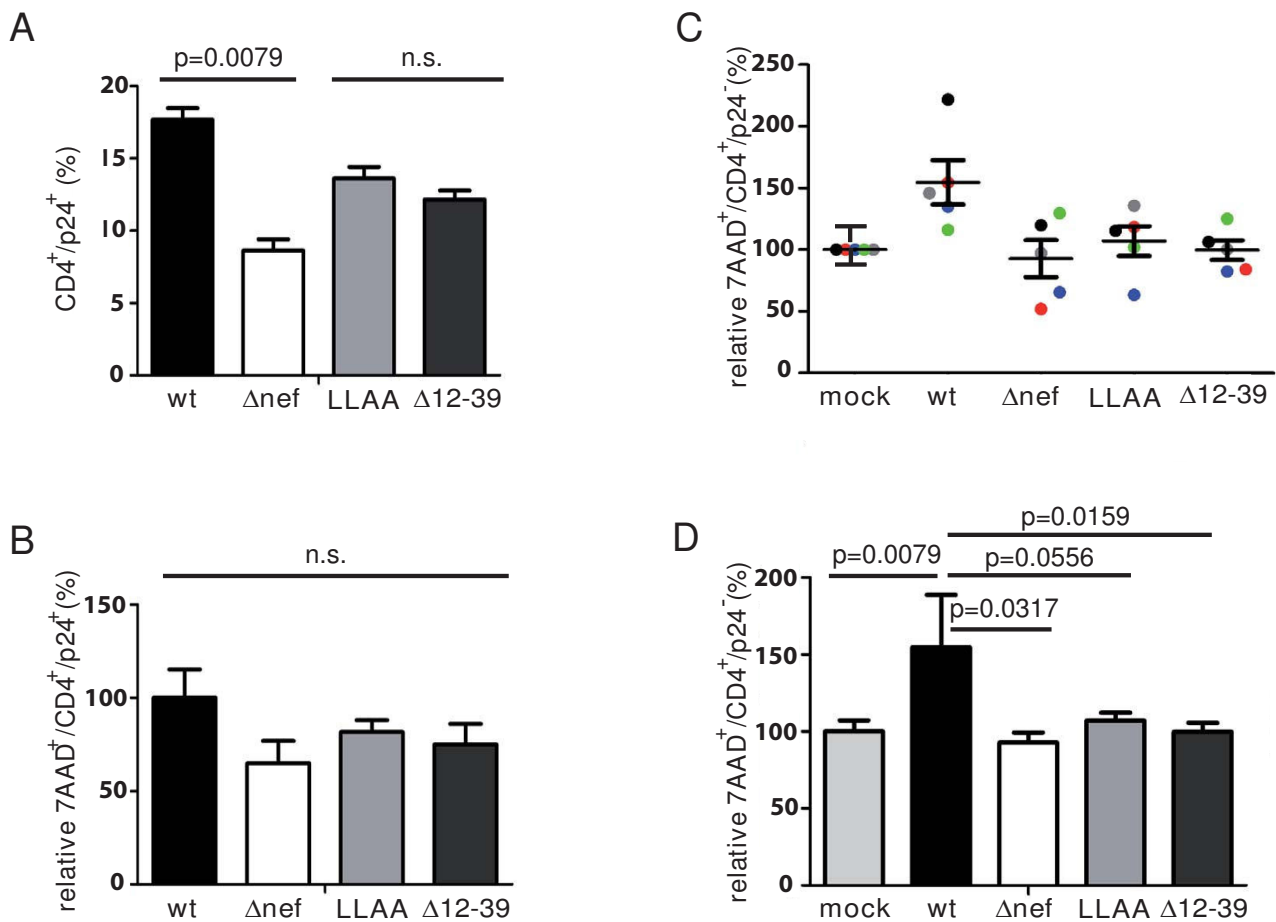 A
p=0.0079
n.s.
CD4+/p24+ (%)
20
15
10
5
0
wt Δnef LLAA Δ12-39
C
relative 7AAD+/CD4+/p24- (%)
250
200
150
100
50
0
mock wt Δnef LLAA Δ12-39
B
n.s.
relative 7AAD+/CD4+/p24+ (%)
150
100
50
0
wt Δnef LLAA Δ12-39
D
p=0.0159
p=0.0079
p=0.0556
p=0.0317
relative 7AAD+/CD4+/p24- (%)
200
150
100
50
0
mock wt Δnef LLAA Δ12-39